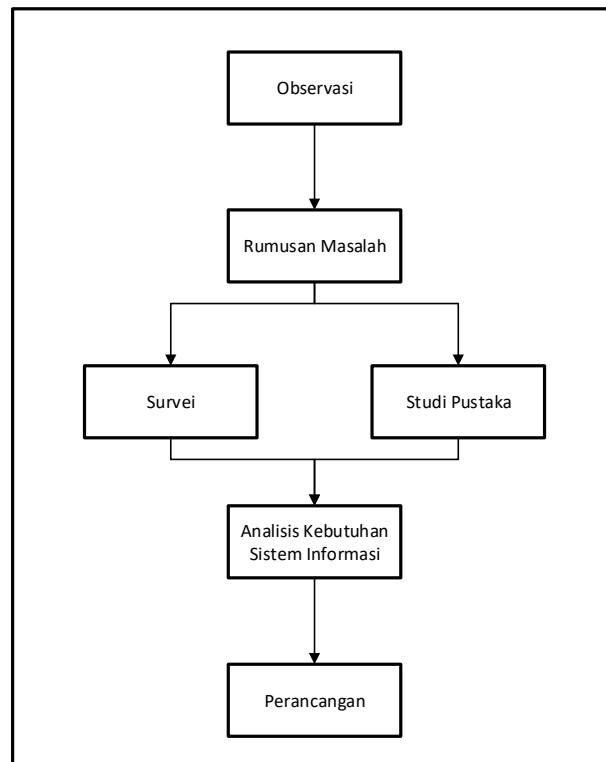 Observasi
Rumusan Masalah
Survei
Studi Pustaka
Analisis Kebutuhan
Sistem Informasi
Perancangan